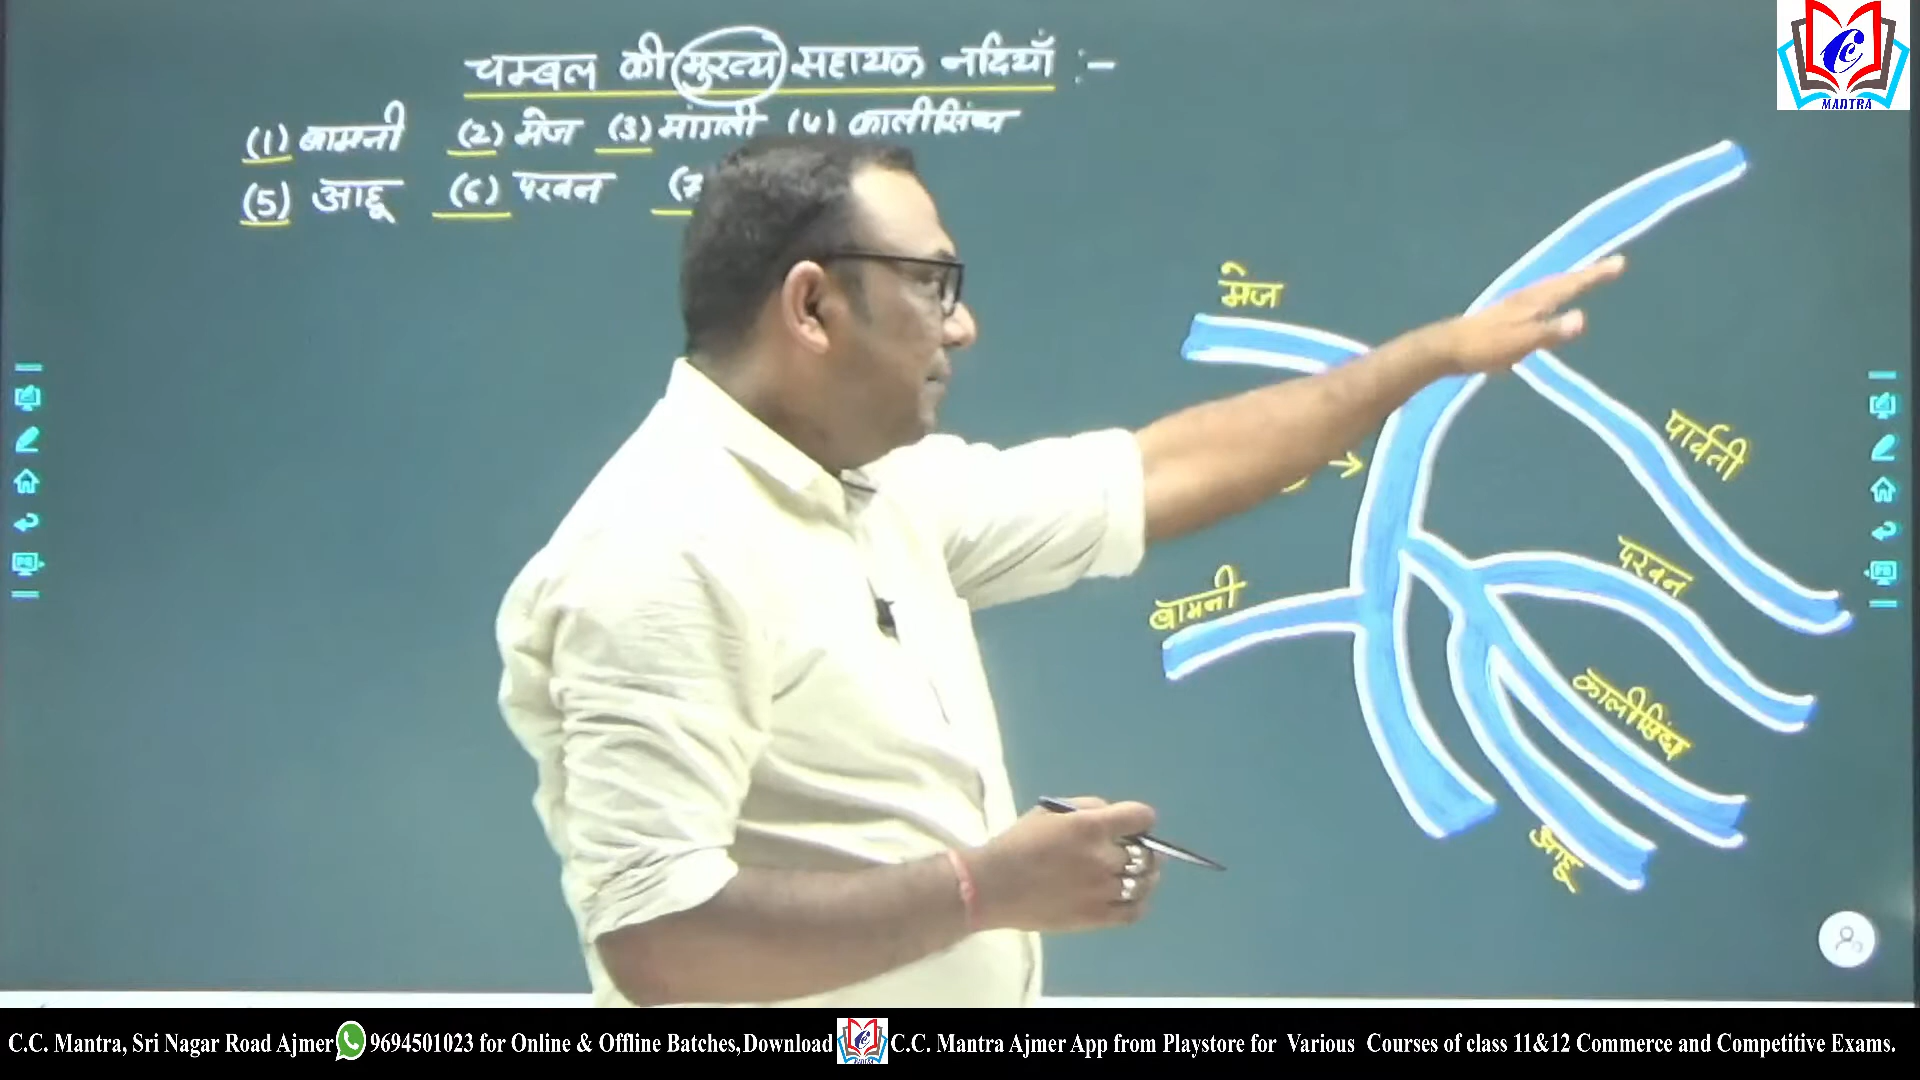 चम्बल की मुख्य सहायक नदियाँ :-
(1) बामनी (2) मेज (3) मांगली (4) कालीसिंध
(5) आहू (6) परवन
मेज
पार्वती
परवन
बामनी
कालीसिंध
आहू
C
MANTRA
C.C. Mantra, Sri Nagar Road Ajmer 9694501023 for Online & Offline Batches, Download C.C. Mantra Ajmer App from Playstore for Various Courses of class 11&12 Commerce and Competitive Exams.